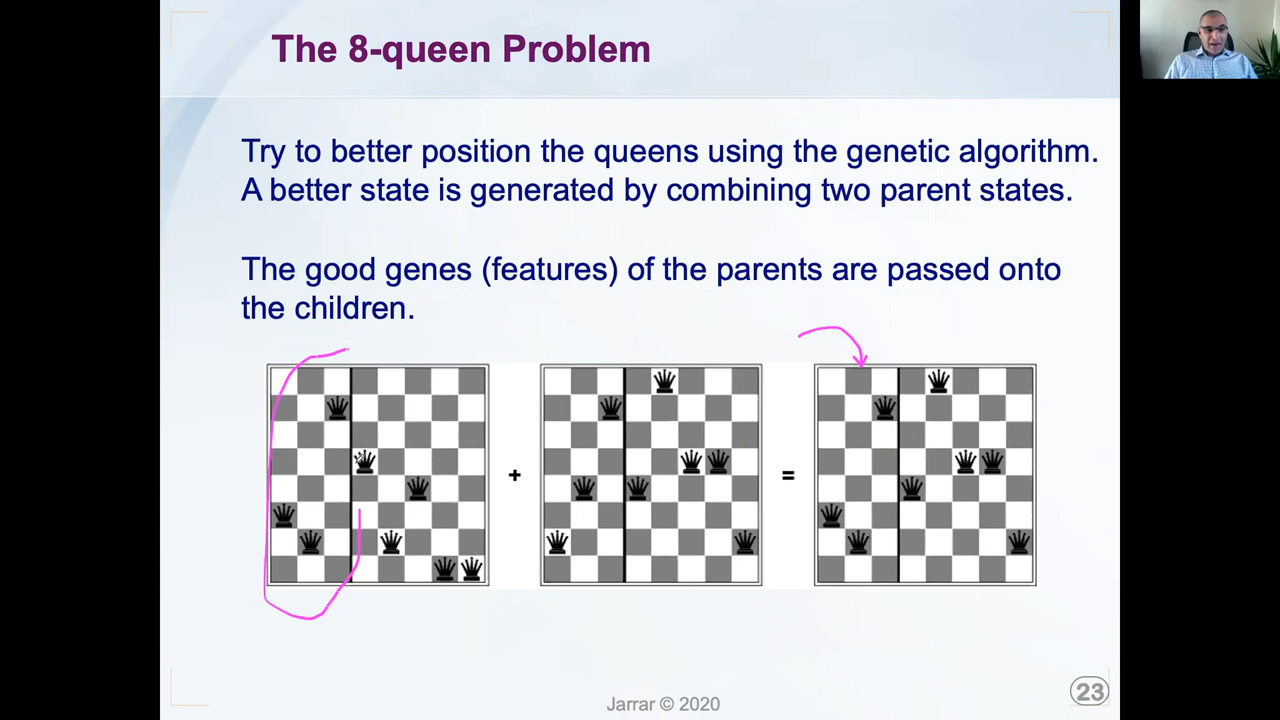 The 8-queen Problem
Try to better position the queens using the genetic algorithm.
A better state is generated by combining two parent states.
The good genes (features) of the parents are passed onto
the children.
+
=
Jarrar © 2020
23